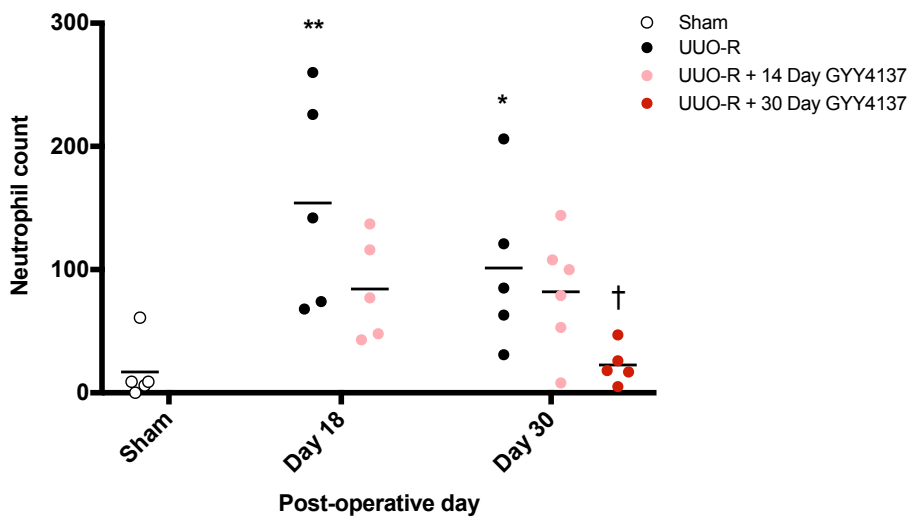 Neutrophil count
300
200
100
0
**
*
†
Sham
UUO-R
UUO-R + 14 Day GYY4137
UUO-R + 30 Day GYY4137
Sham
Day 18
Day 30
Post-operative day